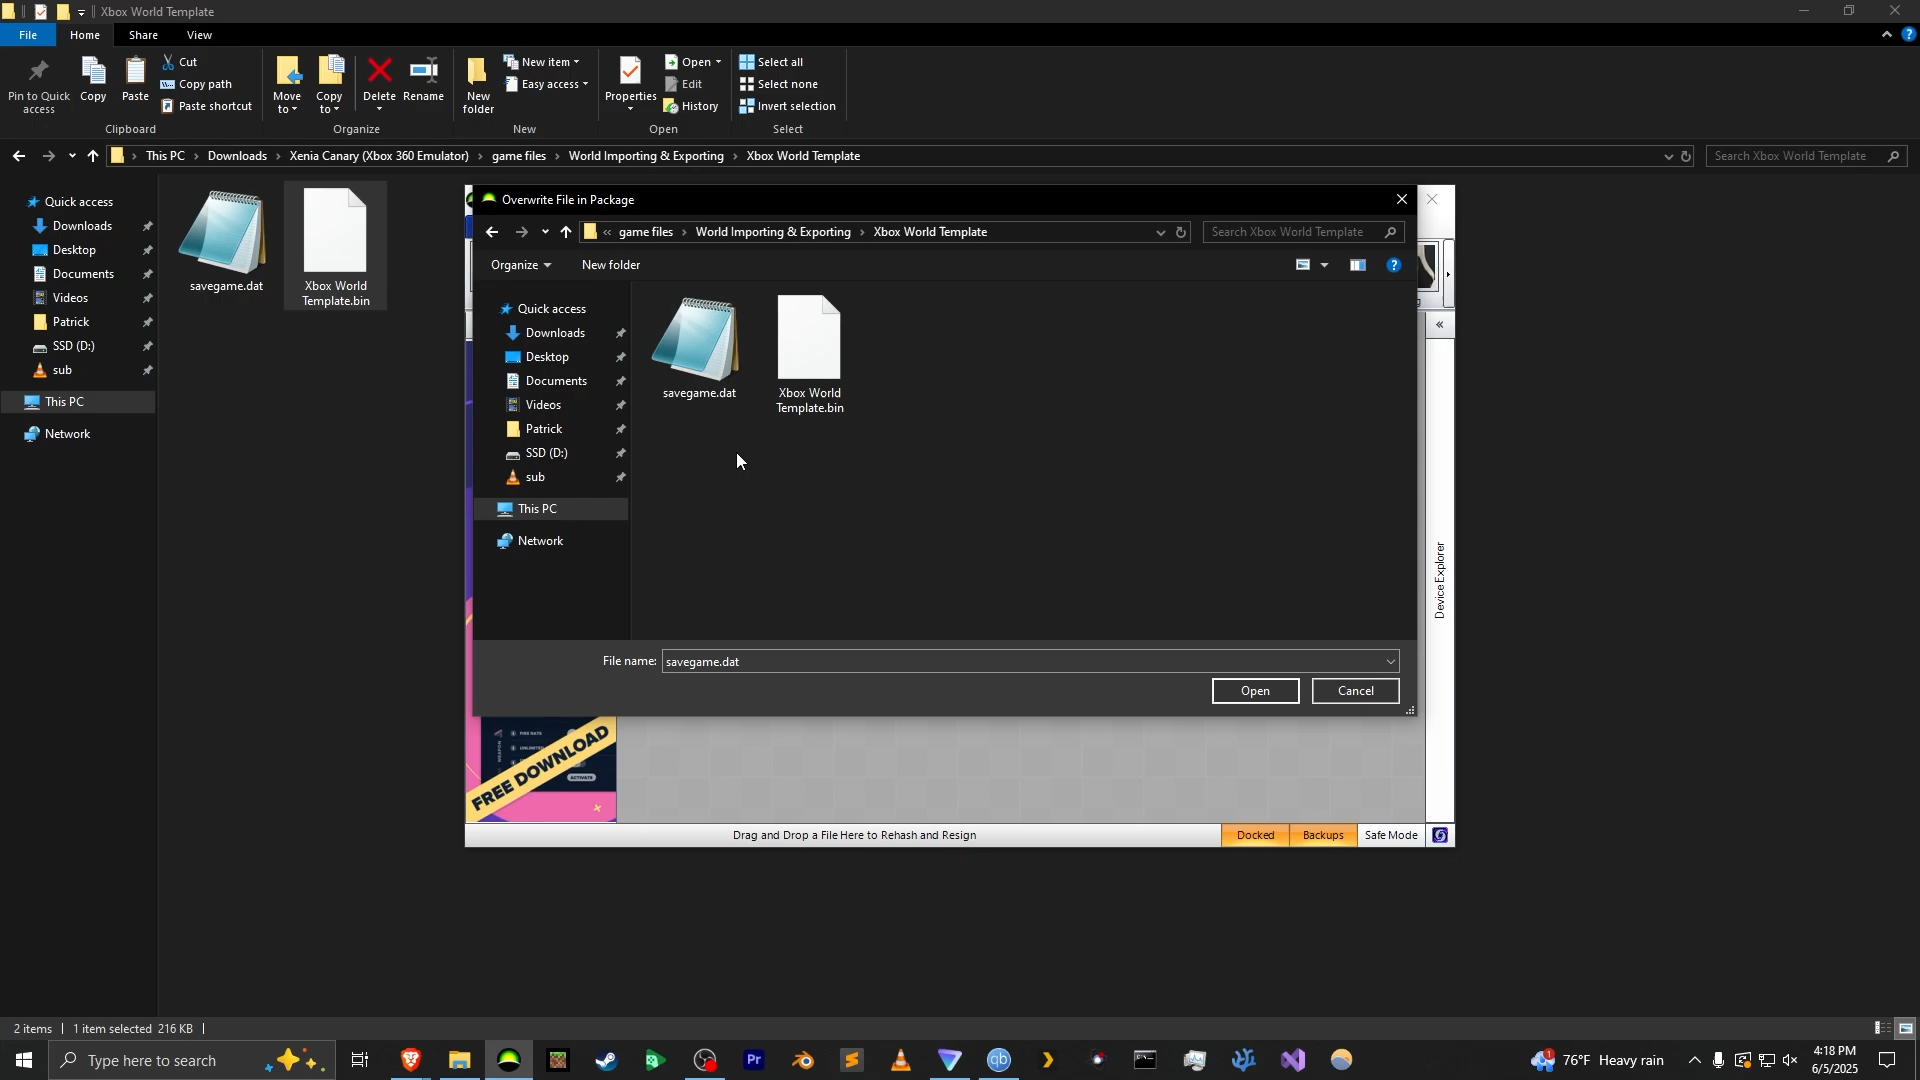 Xbox World Template
File
Home
Share
View
Pin to Quick access
Copy
Paste
Cut
Copy path
Paste shortcut
Clipboard
Move to
Copy to
Delete
Rename
Organize
New folder
New item
Easy access
New
Properties
Open
Edit
History
Open
Select all
Select none
Invert selection
Select
This PC > Downloads > Xenia Canary (Xbox 360 Emulator) > game files > World Importing & Exporting > Xbox World Template
Search Xbox World Template
Quick access
Downloads
Desktop
Documents
Videos
Patrick
SSD (D:)
sub
This PC
Network
savegame.dat
Xbox World
Template.bin
Overwrite File in Package
« game files > World Importing & Exporting > Xbox World Template
Search Xbox World Template
Organize
New folder
Quick access
Downloads
Desktop
Documents
Videos
Patrick
SSD (D:)
sub
This PC
Network
savegame.dat
Xbox World
Template.bin
File name:
savegame.dat
Open
Cancel
Device Explorer
FIRE RATE
ACTIVATE
FREE DOWNLOAD
Drag and Drop a File Here to Rehash and Resign
Docked
Backups
Safe Mode
2 items
1 item selected 216 KB
Type here to search
Pr
qb
1
76°F Heavy rain
4:18 PM
6/5/2025